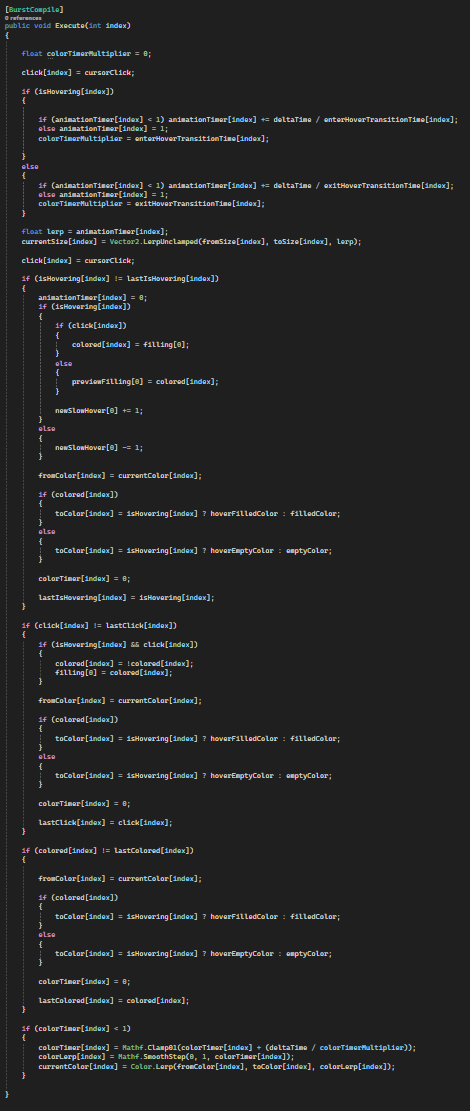 [BurstCompile]
0 references
public void Execute(int index)
{
float colorTimerMultiplier = 0;
click[index] = cursorClick;
if (isHovering[index])
{
if (animationTimer[index] < 1) animationTimer[index] += deltaTime / enterHoverTransitionTime[index];
else animationTimer[index] = 1;
colorTimerMultiplier = enterHoverTransitionTime[index];
}
else
{
if (animationTimer[index] < 1) animationTimer[index] += deltaTime / exitHoverTransitionTime[index];
else animationTimer[index] = 1;
colorTimerMultiplier = exitHoverTransitionTime[index];
}
float lerp = animationTimer[index];
currentSize[index] = Vector2.LerpUnclamped(fromSize[index], toSize[index], lerp);
click[index] = cursorClick;
if (isHovering[index] != lastIsHovering[index])
{
animationTimer[index] = 0;
if (isHovering[index])
{
if (click[index])
{
colored[index] = filling[0];
}
else
{
previewFilling[0] = colored[index];
}
newSlowHover[0] += 1;
}
else
{
newSlowHover[0] -= 1;
}
fromColor[index] = currentColor[index];
if (colored[index])
{
toColor[index] = isHovering[index] ? hoverFilledColor : filledColor;
}
else
{
toColor[index] = isHovering[index] ? hoverEmptyColor : emptyColor;
}
colorTimer[index] = 0;
lastIsHovering[index] = isHovering[index];
}
if (click[index] != lastClick[index])
{
if (isHovering[index] && click[index])
{
colored[index] = !colored[index];
filling[0] = colored[index];
}
fromColor[index] = currentColor[index];
if (colored[index])
{
toColor[index] = isHovering[index] ? hoverFilledColor : filledColor;
}
else
{
toColor[index] = isHovering[index] ? hoverEmptyColor : emptyColor;
}
colorTimer[index] = 0;
lastClick[index] = click[index];
}
if (colored[index] != lastColored[index])
{
fromColor[index] = currentColor[index];
if (colored[index])
{
toColor[index] = isHovering[index] ? hoverFilledColor : filledColor;
}
else
{
toColor[index] = isHovering[index] ? hoverEmptyColor : emptyColor;
}
colorTimer[index] = 0;
lastColored[index] = colored[index];
}
if (colorTimer[index] < 1)
{
colorTimer[index] = Mathf.Clamp01(colorTimer[index] + (deltaTime / colorTimerMultiplier));
colorLerp[index] = Mathf.SmoothStep(0, 1, colorTimer[index]);
currentColor[index] = Color.Lerp(fromColor[index], toColor[index], colorLerp[index]);
}
}